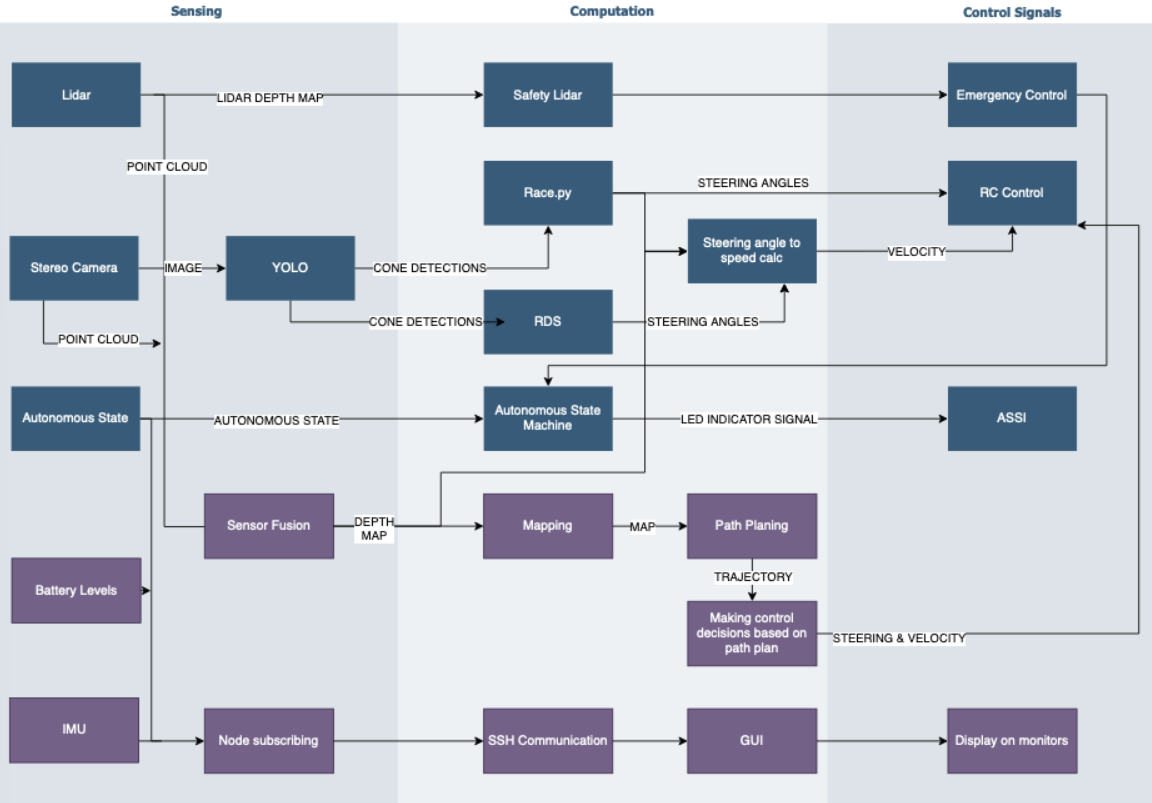 Sensing
Computation
Control Signals
Lidar
LIDAR DEPTH MAP
Safety Lidar
Emergency Control
POINT CLOUD
Race.py
STEERING ANGLES
RC Control
Stereo Camera
IMAGE
YOLO
CONE DETECTIONS
Steering angle to
speed calc
VELOCITY
POINT CLOUD
CONE DETECTIONS
RDS
STEERING ANGLES
Autonomous State
AUTONOMOUS STATE
Autonomous State
Machine
LED INDICATOR SIGNAL
ASSI
Sensor Fusion
DEPTH
MAP
Mapping
MAP
Path Planing
Battery Levels
TRAJECTORY
Making control
decisions based on
path plan
STEERING & VELOCITY
IMU
Node subscribing
SSH Communication
GUI
Display on monitors